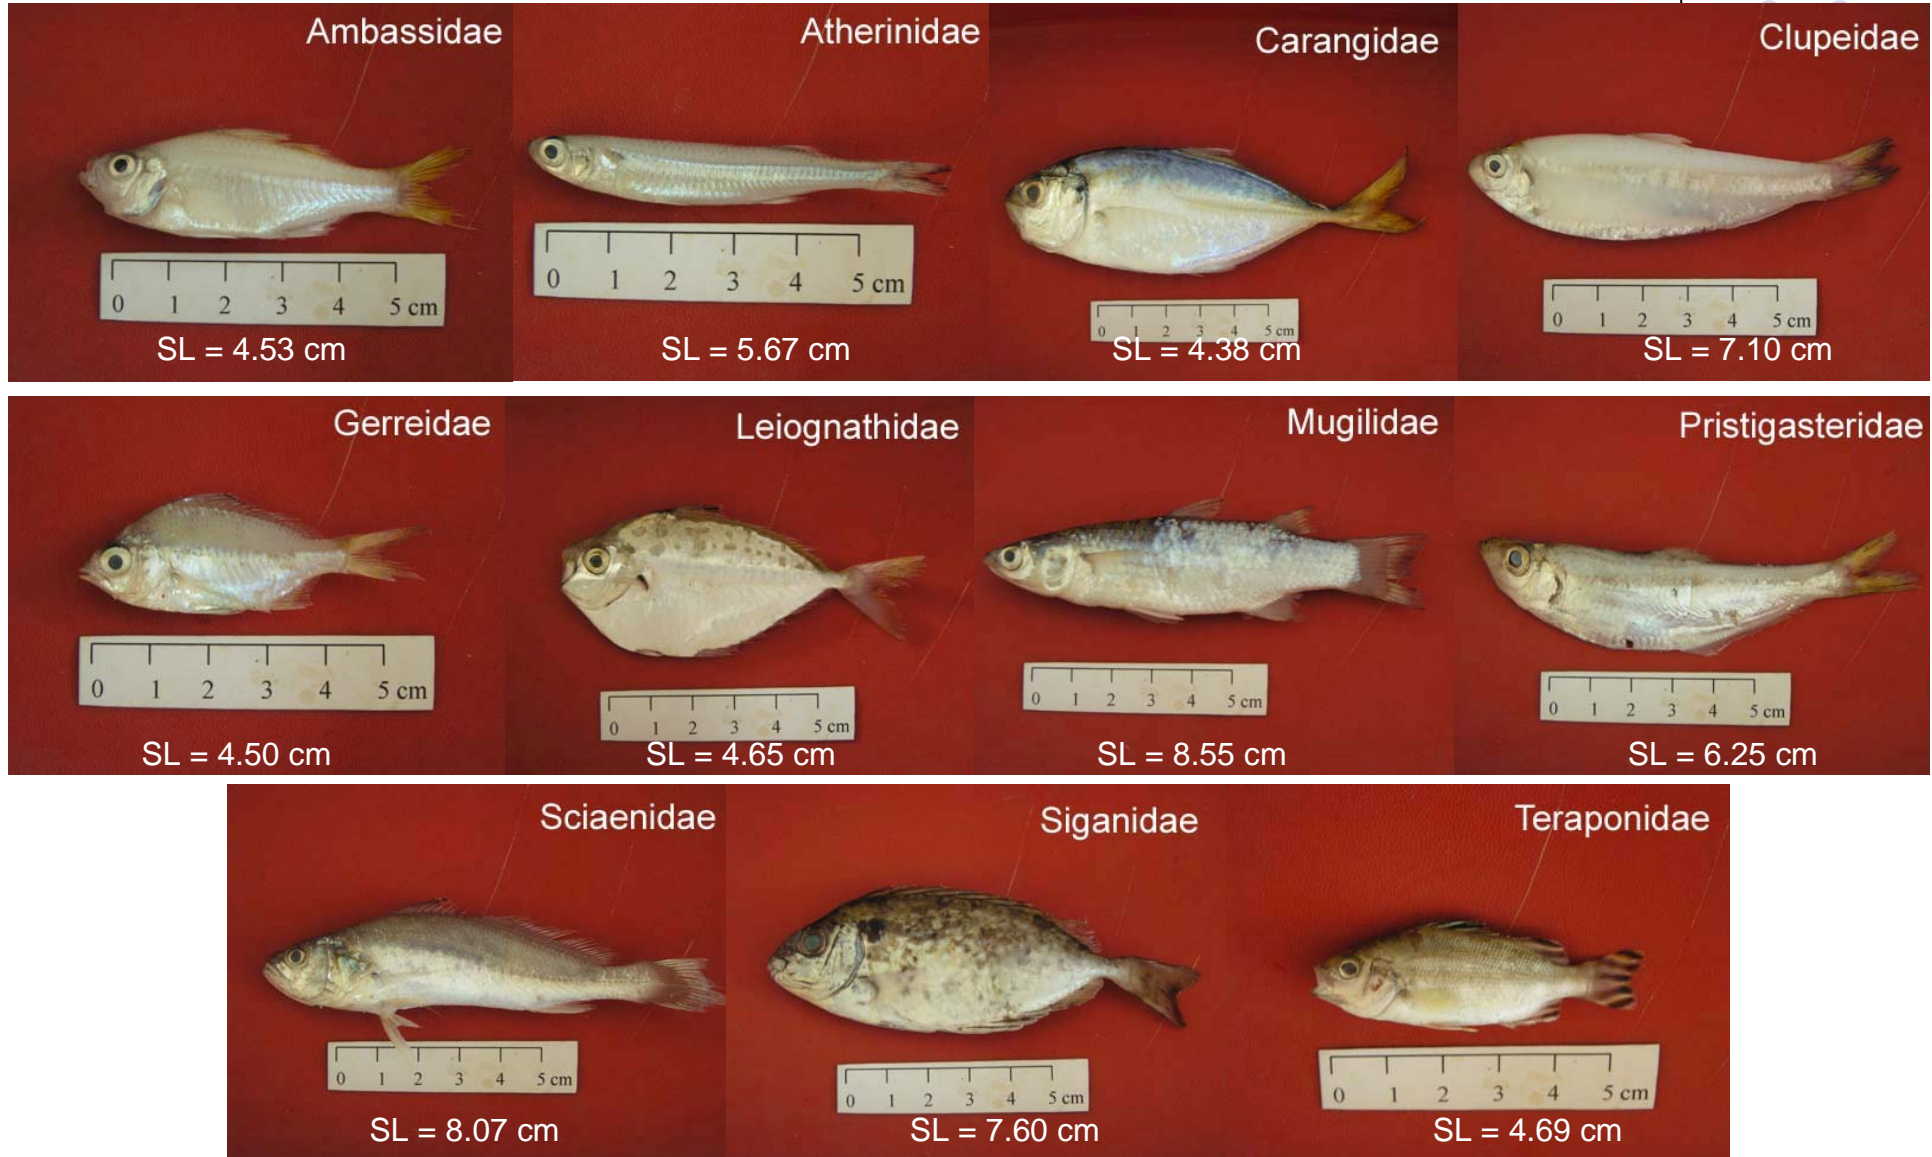 Ambassidae
0 1 2 3 4 5 cm
SL = 4.53 cm
Atherinidae
0 1 2 3 4 5 cm
SL = 5.67 cm
Carangidae
0 1 2 3 4 5 cm
SL = 4.38 cm
Clupeidae
0 1 2 3 4 5 cm
SL = 7.10 cm
Gerreidae
0 1 2 3 4 5 cm
SL = 4.50 cm
Leiognathidae
0 1 2 3 4 5 cm
SL = 4.65 cm
Mugilidae
0 1 2 3 4 5 cm
SL = 8.55 cm
Pristigasteridae
0 1 2 3 4 5 cm
SL = 6.25 cm
Sciaenidae
0 1 2 3 4 5 cm
SL = 8.07 cm
Siganidae
0 1 2 3 4 5 cm
SL = 7.60 cm
Teraponidae
0 1 2 3 4 5 cm
SL = 4.69 cm